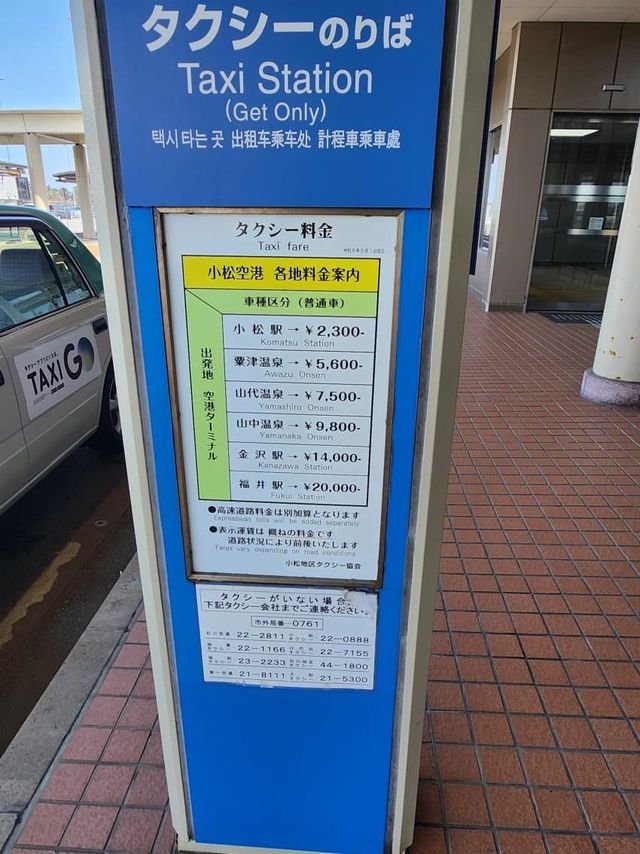 タクシーのりば
Taxi Station
(Get Only)
택시 타는 곳 出租车乘车处 計程車乘車處
タクシー料金
Taxi fare
小松空港 各地料金案内
車種区分（普通車）
出発地 空港ターミナル
小松駅→¥2,300-
Komatsu Station
粟津温泉→¥5,600-
Awazu Onsen
山代温泉→¥7,500-
Yamashiro Onsen
山中温泉→¥9,800-
Yamanaka Onsen
金沢駅→¥14,000-
Kanazawa Station
福井駅→¥20,000-
Fukui Station
●高速道路料金は別加算となります
Expressway tolls will be added separately
●表示運賃は 概ねの料金です
道路状況により前後いたします
Fares vary depending on road conditions
小松地区タクシー協会
タクシーがいない場合、
下記タクシー会社までご連絡ください。
市外局番…0761
22-2811 22-0888
22-1166 22-7155
23-2233 44-1800
21-8111 21-5300
TAXI GO